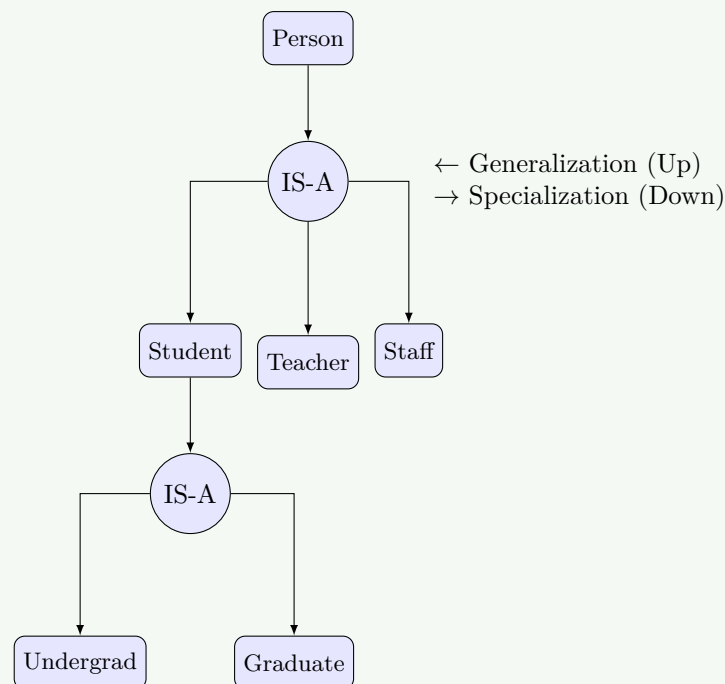 Person
IS-A
← Generalization (Up)
→ Specialization (Down)
Student
Teacher
Staff
IS-A
Undergrad
Graduate